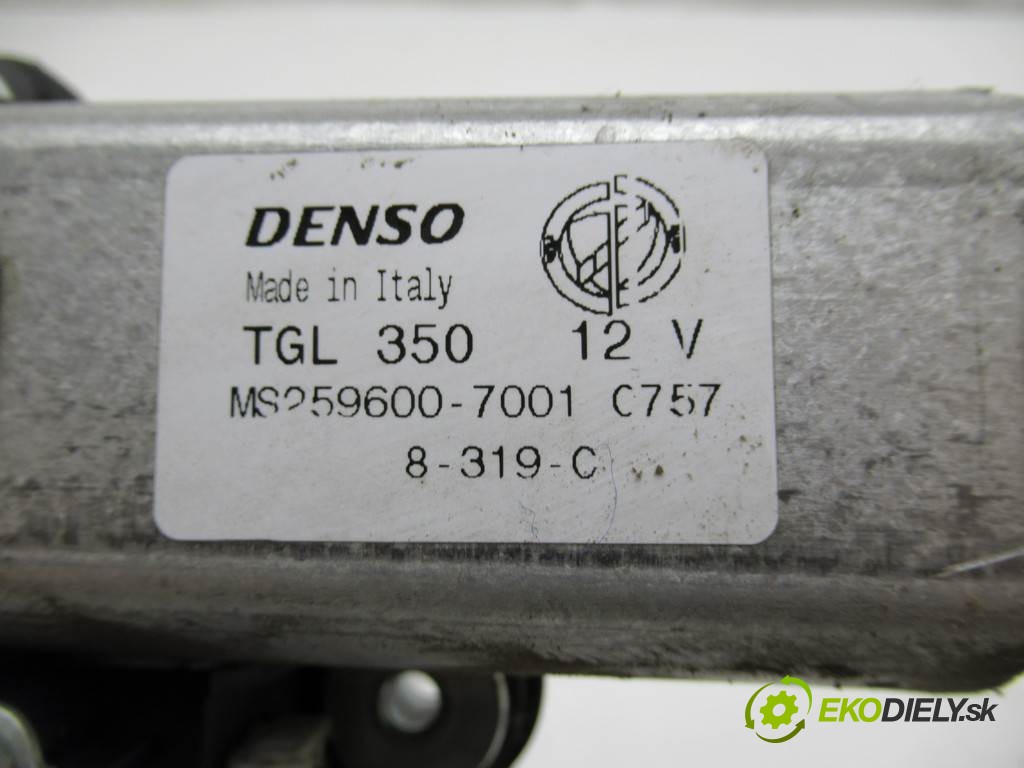 DENSO
Made in Italy
TGL 350 12 V
MS259600-7001 C757
8-319-C
EKODIELY.sk